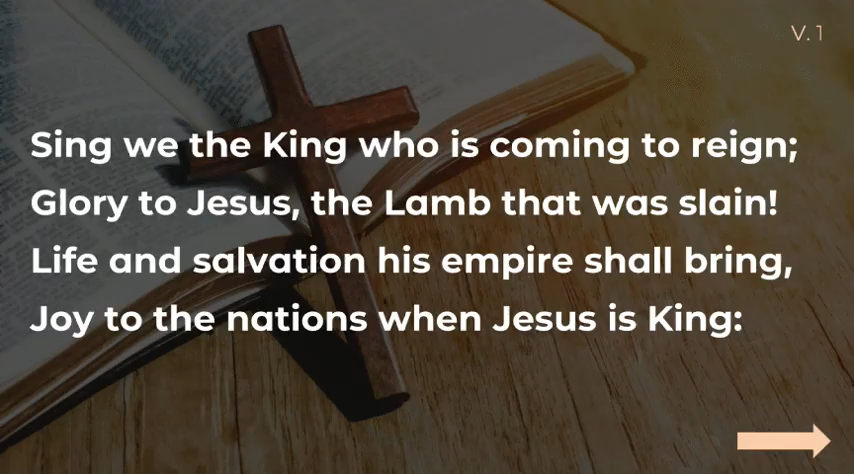 V. 1
Sing we the King who is coming to reign;
Glory to Jesus, the Lamb that was slain!
Life and salvation his empire shall bring,
Joy to the nations when Jesus is King: